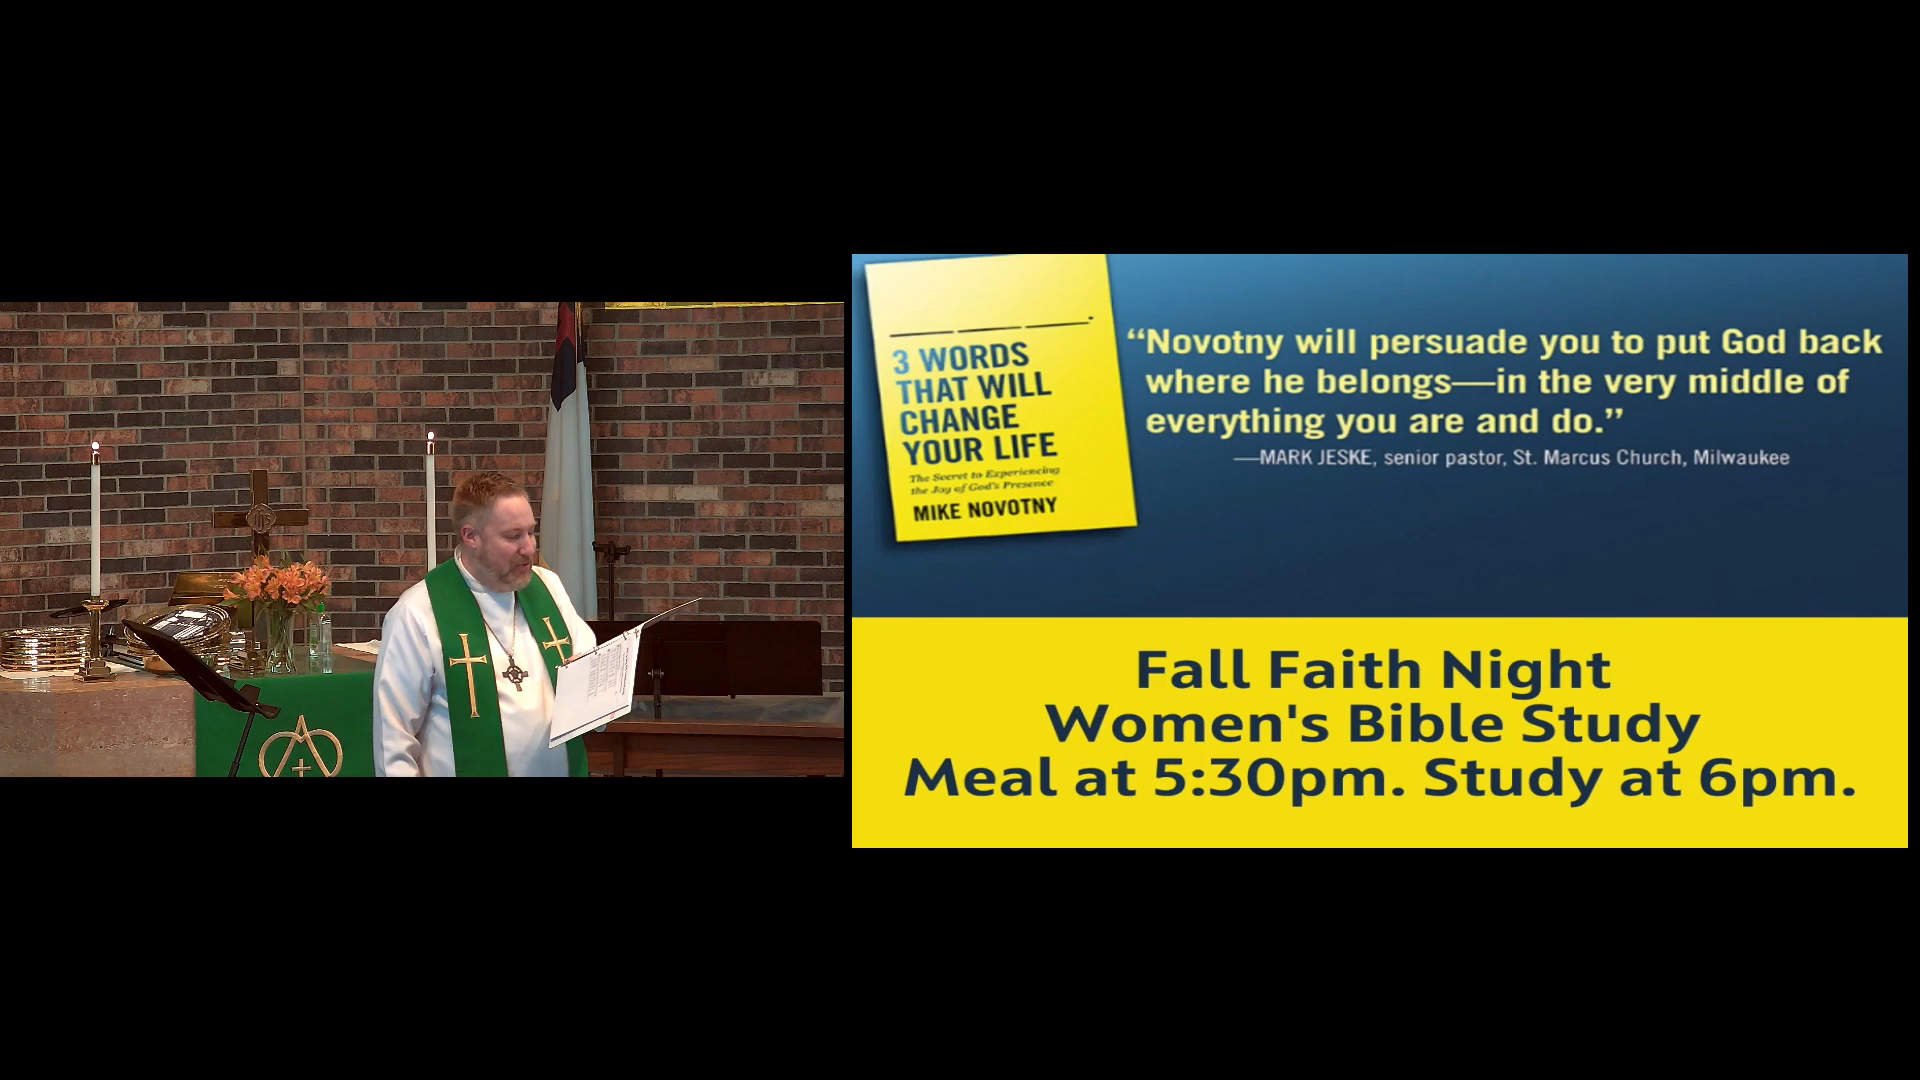 3 WORDS
THAT WILL
CHANGE
YOUR LIFE
The Secret to Experiencing
the Joy of God's Presence
MIKE NOVOTNY
“Novotny will persuade you to put God back
where he belongs—in the very middle of
everything you are and do.”
—MARK JESKE, senior pastor, St. Marcus Church, Milwaukee
Fall Faith Night
Women's Bible Study
Meal at 5:30pm. Study at 6pm.